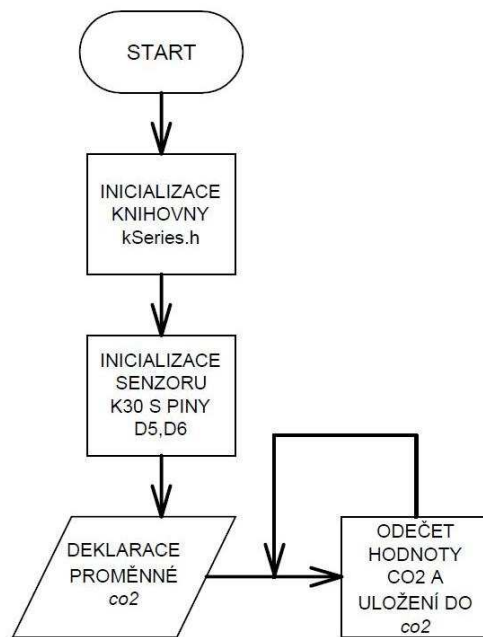 START
INICIALIZACE
KNIHOVNY
kSeries.h
INICIALIZACE
SENZORU
K30 S PINY
D5,D6
DEKLARACE
PROMĚNNÉ
co2
ODEČET
HODNOTY
CO2 A
ULOŽENÍ DO
co2